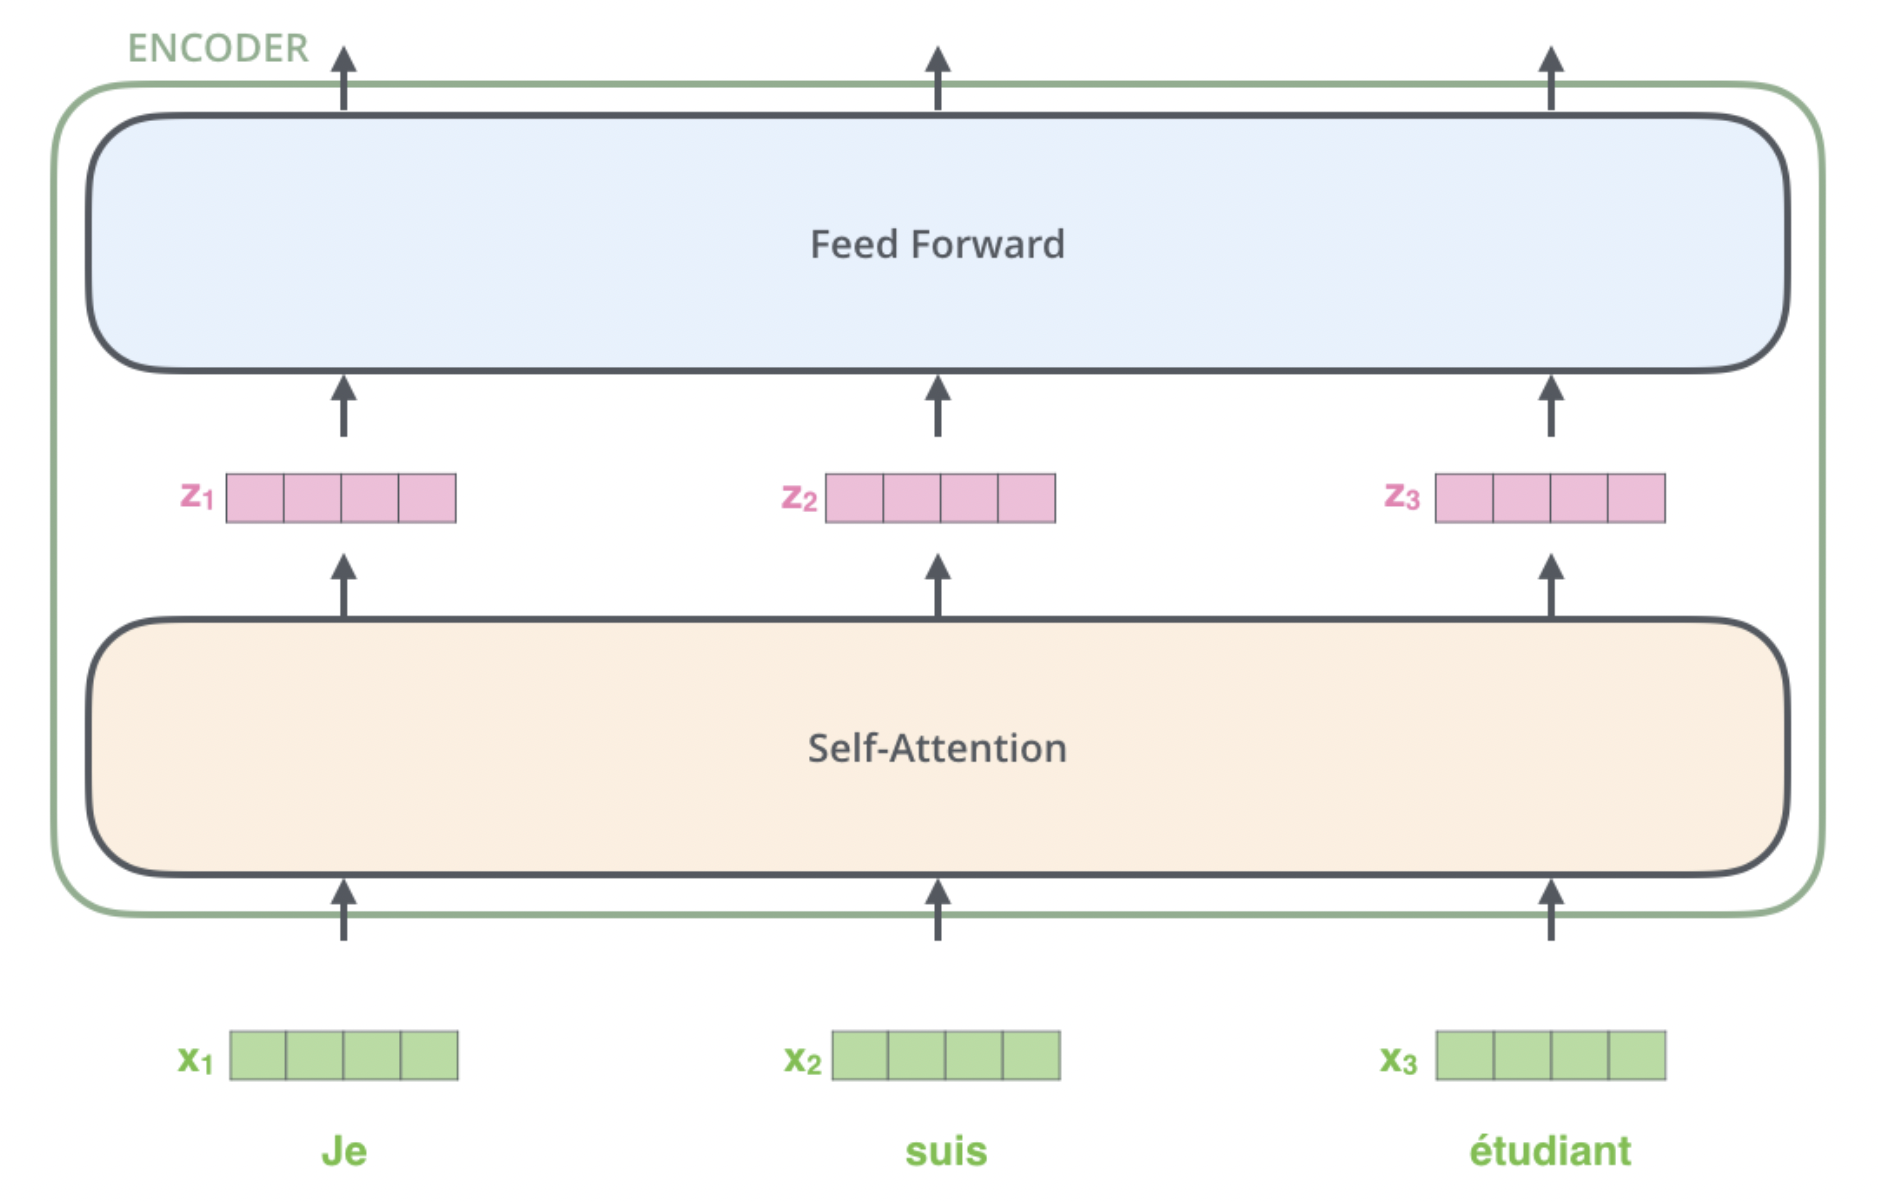 ENCODER
Feed Forward
z₁ z₂ z₃
Self-Attention
x₁ x₂ x₃
Je suis étudiant